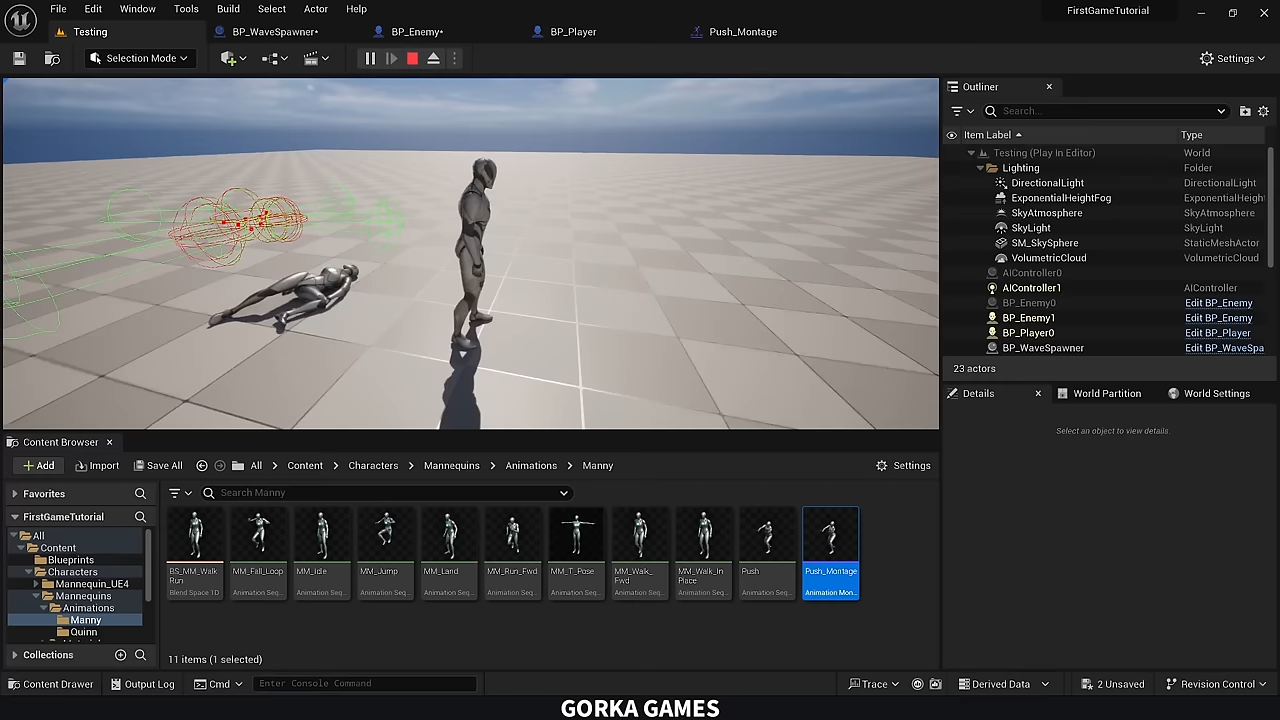 File Edit Window Tools Build Select Actor Help FirstGameTutorial
Testing BP_WaveSpawner* BP_Enemy* BP_Player Push_Montage
Selection Mode Settings
Outliner
Search...
Item Label Type
Testing (Play In Editor) World
Lighting Folder
DirectionalLight DirectionalLight
ExponentialHeightFog ExponentialHeigh
SkyAtmosphere SkyAtmosphere
SkyLight SkyLight
SM_SkySphere StaticMeshActor
VolumetricCloud VolumetricCloud
AIController0
AIController1 AIController
BP_Enemy0 Edit BP_Enemy
BP_Enemy1 Edit BP_Enemy
BP_Player0 Edit BP_Player
BP_WaveSpawner Edit BP_WaveSpa
23 actors
Details World Partition World Settings
Select an object to view details.
Content Browser
Add Import Save All All Content Characters Mannequins Animations Manny Settings
Favorites
Search Manny
FirstGameTutorial
All
Content
Blueprints
Characters
Mannequin_UE4
Mannequins
Animations
Manny
Quinn
Collections
BS_MM_Walk MM_Fall_Loop MM_Idle MM_Jump MM_Land MM_Run_Fwd MM_T_Pose MM_Walk_ MM_Walk_In Push Push_Montage
Run Fwd Place
Blend Space 1D Animation Seq... Animation Seq... Animation Seq... Animation Seq... Animation Seq... Animation Seq... Animation Seq... Animation Seq... Animation Seq... Animation Mon...
11 items (1 selected)
Content Drawer Output Log Cmd Enter Console Command Trace Derived Data 2 Unsaved Revision Control
GORKA GAMES